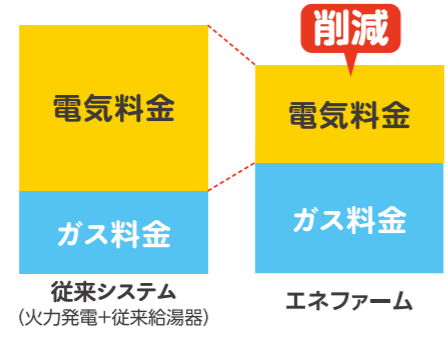 削減
電気料金
電気料金
ガス料金
ガス料金
従来システム
(火力発電+従来給湯器)
エネファーム